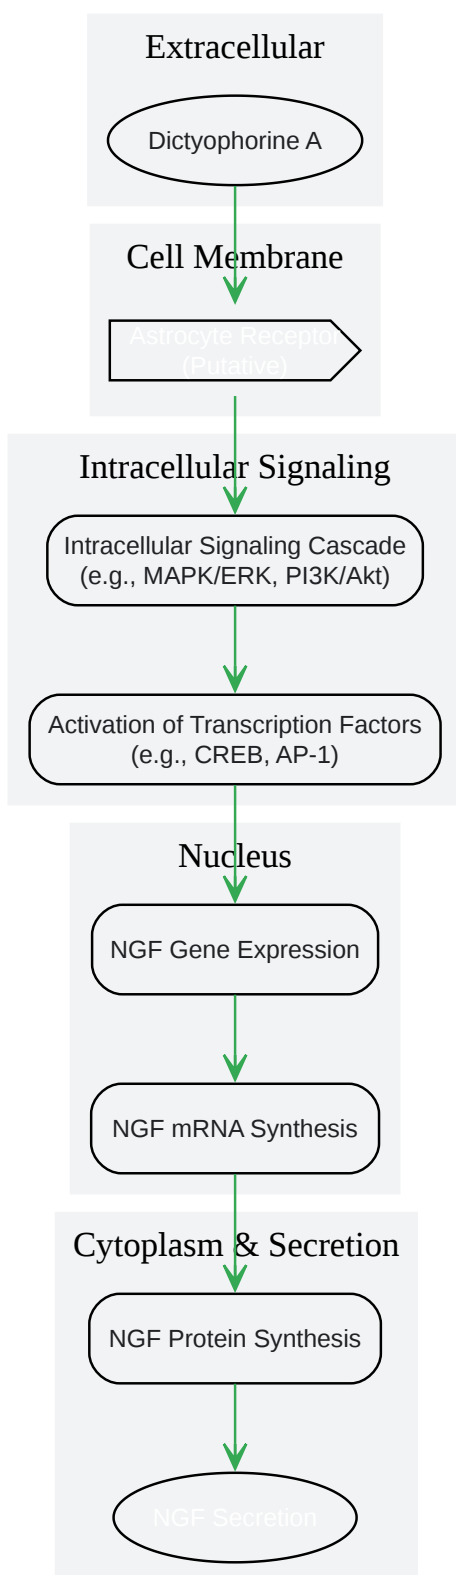 Extracellular
Dictyophorine A
Cell Membrane
Astrocyte Receptor
(Putative)
Intracellular Signaling
Intracellular Signaling Cascade
(e.g., MAPK/ERK, PI3K/Akt)
Activation of Transcription Factors
(e.g., CREB, AP-1)
Nucleus
NGF Gene Expression
NGF mRNA Synthesis
Cytoplasm & Secretion
NGF Protein Synthesis
NGF Secretion